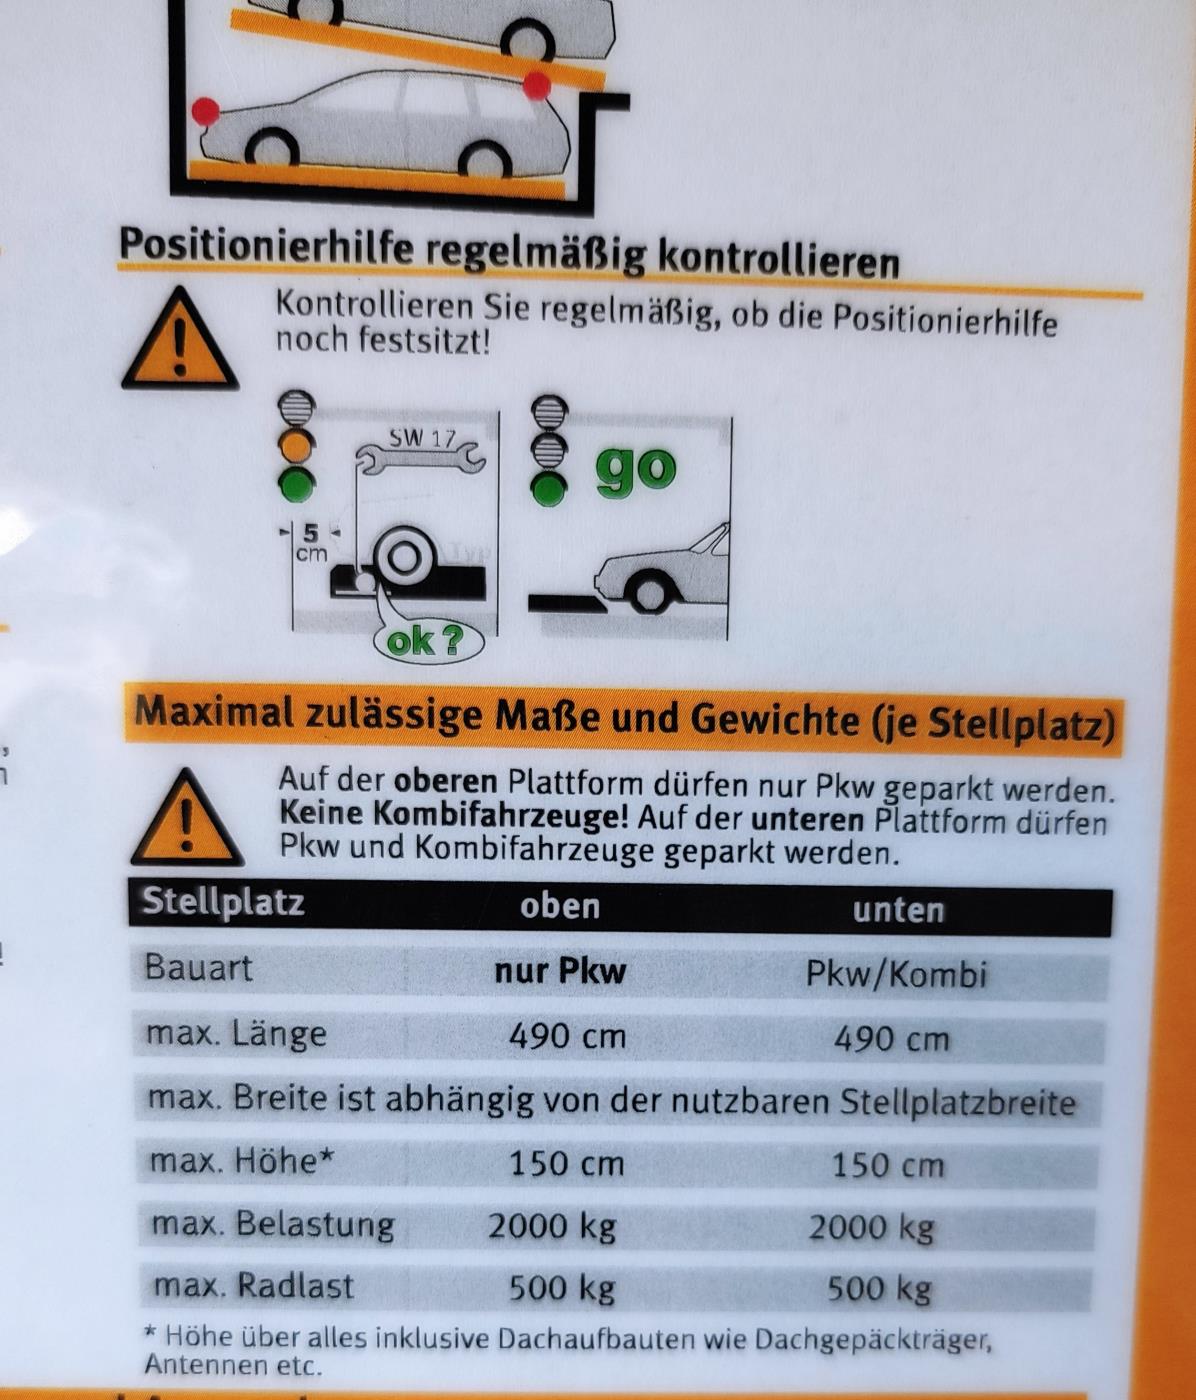 Positionierhilfe regelmäßig kontrollieren
Kontrollieren Sie regelmäßig, ob die Positionierhilfe
noch festsitzt!
SW 17
go
5
cm
ok?
Maximal zulässige Maße und Gewichte (je Stellplatz)
Auf der oberen Plattform dürfen nur Pkw geparkt werden.
Keine Kombifahrzeuge! Auf der unteren Plattform dürfen
Pkw und Kombifahrzeuge geparkt werden.
Stellplatz oben unten
Bauart nur Pkw Pkw/Kombi
max. Länge 490 cm 490 cm
max. Breite ist abhängig von der nutzbaren Stellplatzbreite
max. Höhe* 150 cm 150 cm
max. Belastung 2000 kg 2000 kg
max. Radlast 500 kg 500 kg
* Höhe über alles inklusive Dachaufbauten wie Dachgepäckträger,
Antennen etc.